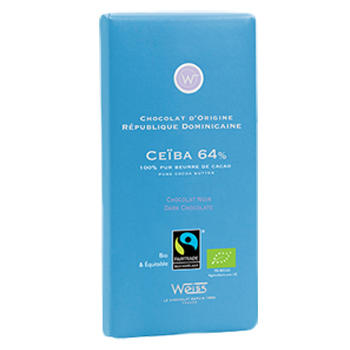 W
CHOCOLAT D'ORIGINE
RÉPUBLIQUE DOMINICAINE
CEÏBA 64%
100% PUR BEURRE DE CACAO
PURE COCOA BUTTER
CHOCOLAT NOIR
DARK CHOCOLATE
Bio
& Équitable
FAIRTRADE
Weiss
LE CHOCOLAT DEPUIS 1882